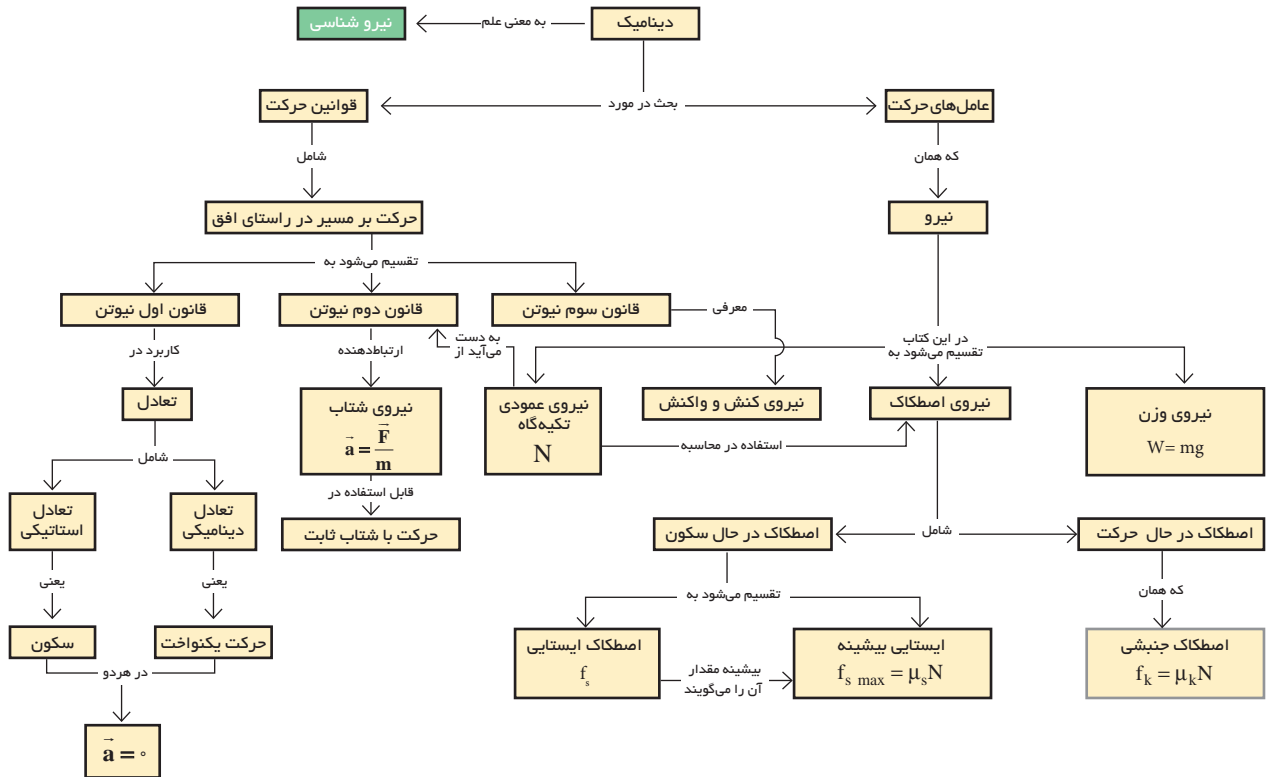 دینامیک
به معنی علم
نیرو شناسی
بحث در مورد
عامل‌های حرکت
قوانین حرکت
که همان
شامل
نیرو
حرکت بر مسیر در راستای افق
تقسیم می‌شود به
قانون سوم نیوتن
قانون دوم نیوتن
قانون اول نیوتن
معرفی
به دست
می‌آید از
ارتباط‌دهنده
کاربرد در
در این کتاب
تقسیم می‌شود به
نیروی وزن
W= mg
نیروی اصطکاک
نیروی کنش و واکنش
نیروی عمودی
تکیه‌گاه
N
استفاده در محاسبه
نیروی شتاب
a⃗ = F⃗/m
تعادل
شامل
قابل استفاده در
حرکت با شتاب ثابت
تعادل
دینامیکی
تعادل
استاتیکی
یعنی
یعنی
حرکت یکنواخت
سکون
در هردو
a⃗ = ۰
شامل
اصطکاک در حال حرکت
اصطکاک در حال سکون
که همان
تقسیم می‌شود به
اصطکاک جنبشی
f_k = μ_k N
ایستایی بیشینه
f_s max = μ_s N
بیشینه مقدار
آن را می‌گویند
اصطکاک ایستایی
f_s